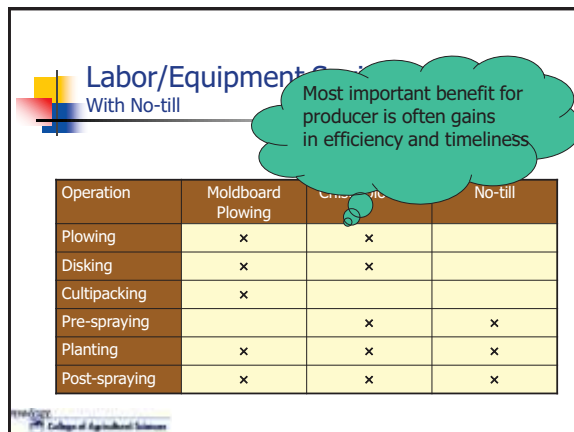 Labor/Equipment
With No-till
Most important benefit for
producer is often gains
in efficiency and timeliness
Operation Moldboard No-till
Plowing
Plowing × ×
Disking × ×
Cultipacking ×
Pre-spraying × ×
Planting × × ×
Post-spraying × × ×
College of Agricultural Sciences